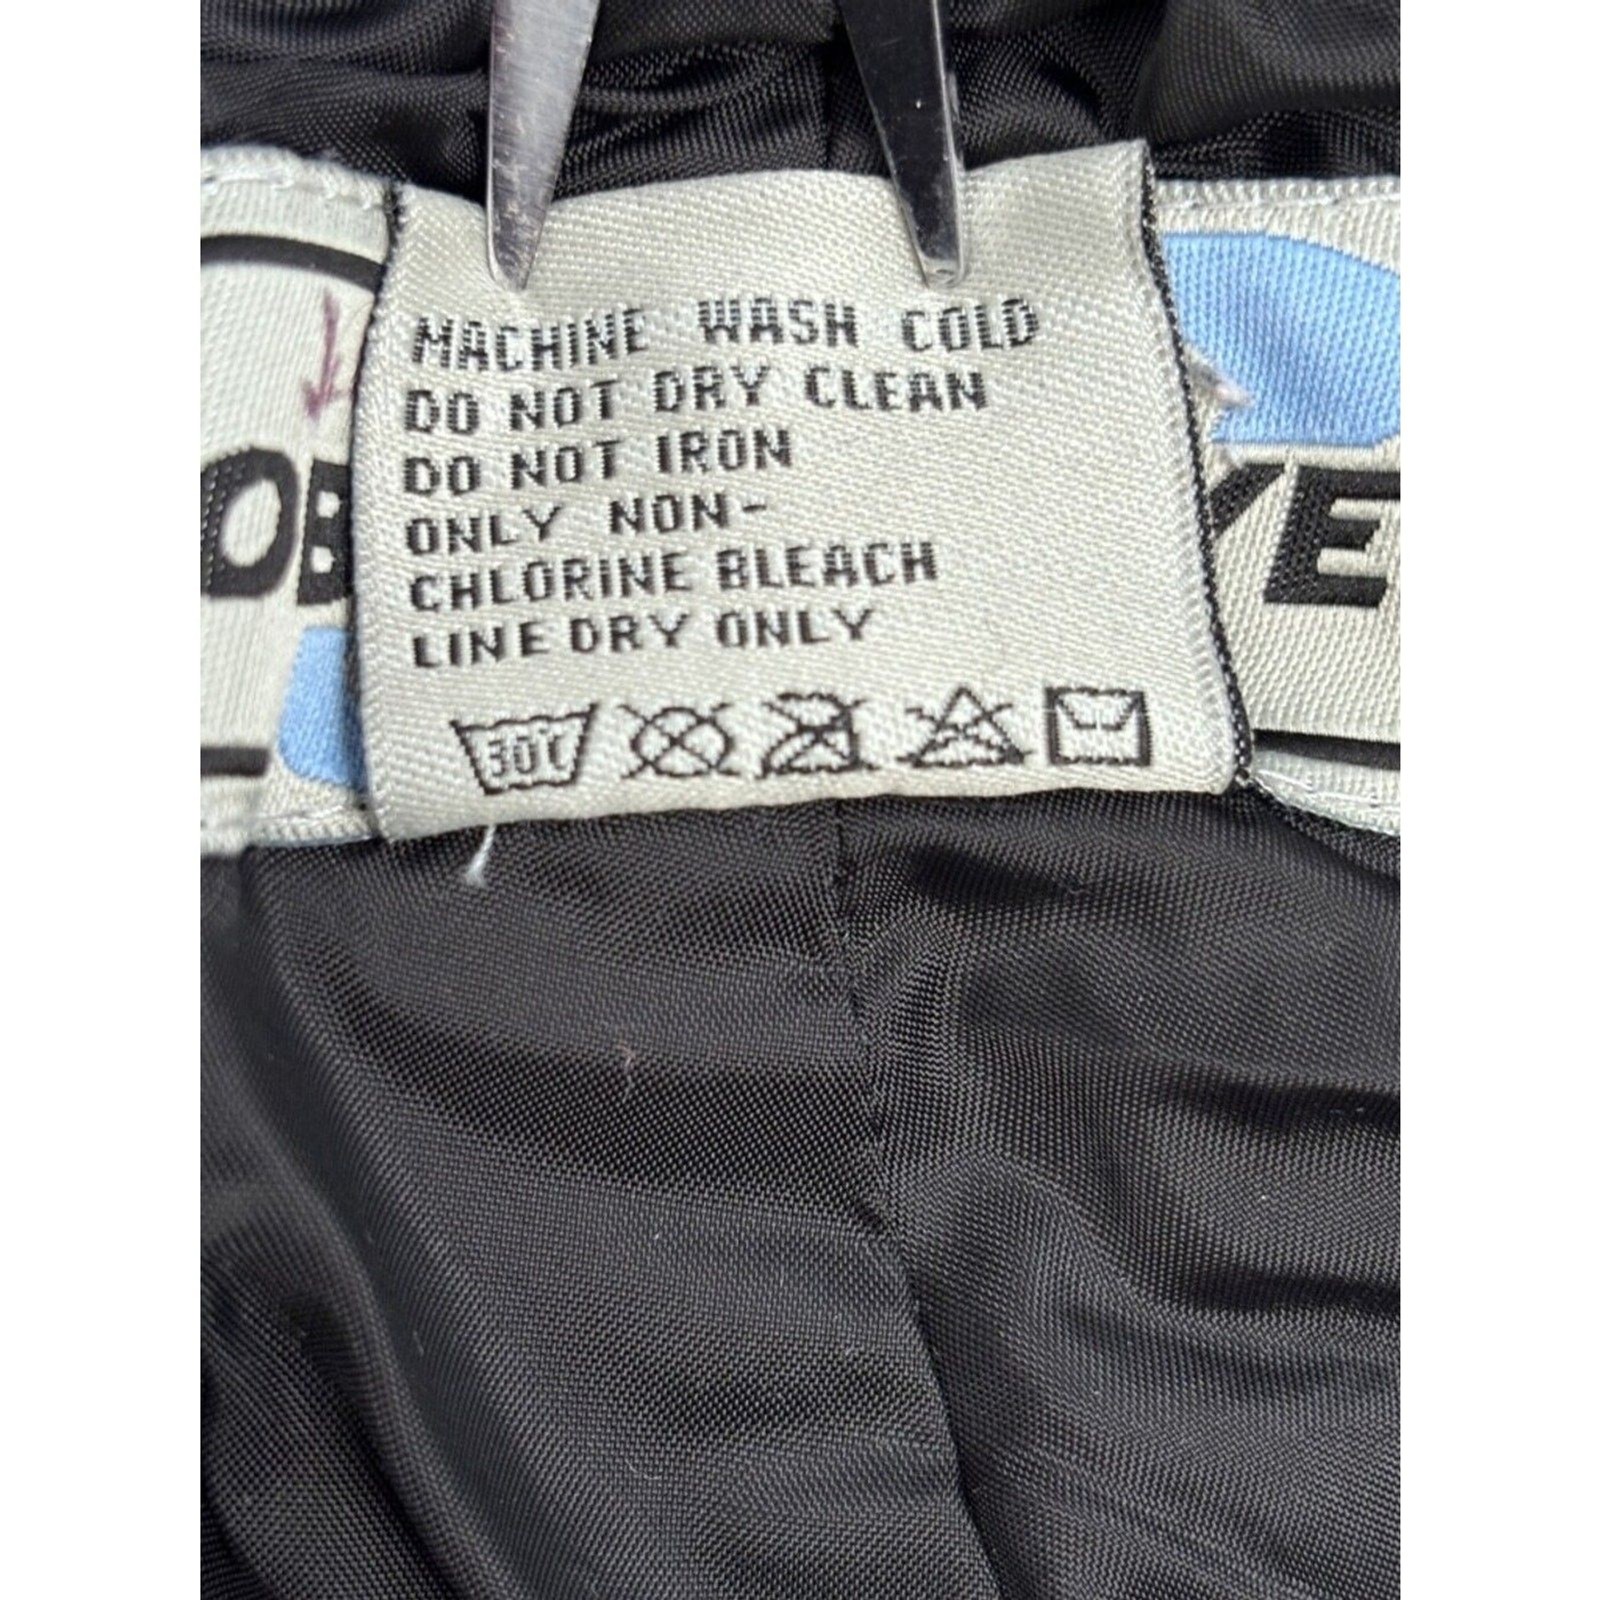 MACHINE WASH COLD
DO NOT DRY CLEAN
DO NOT IRON
ONLY NON-
CHLORINE BLEACH
LINE DRY ONLY
30°C